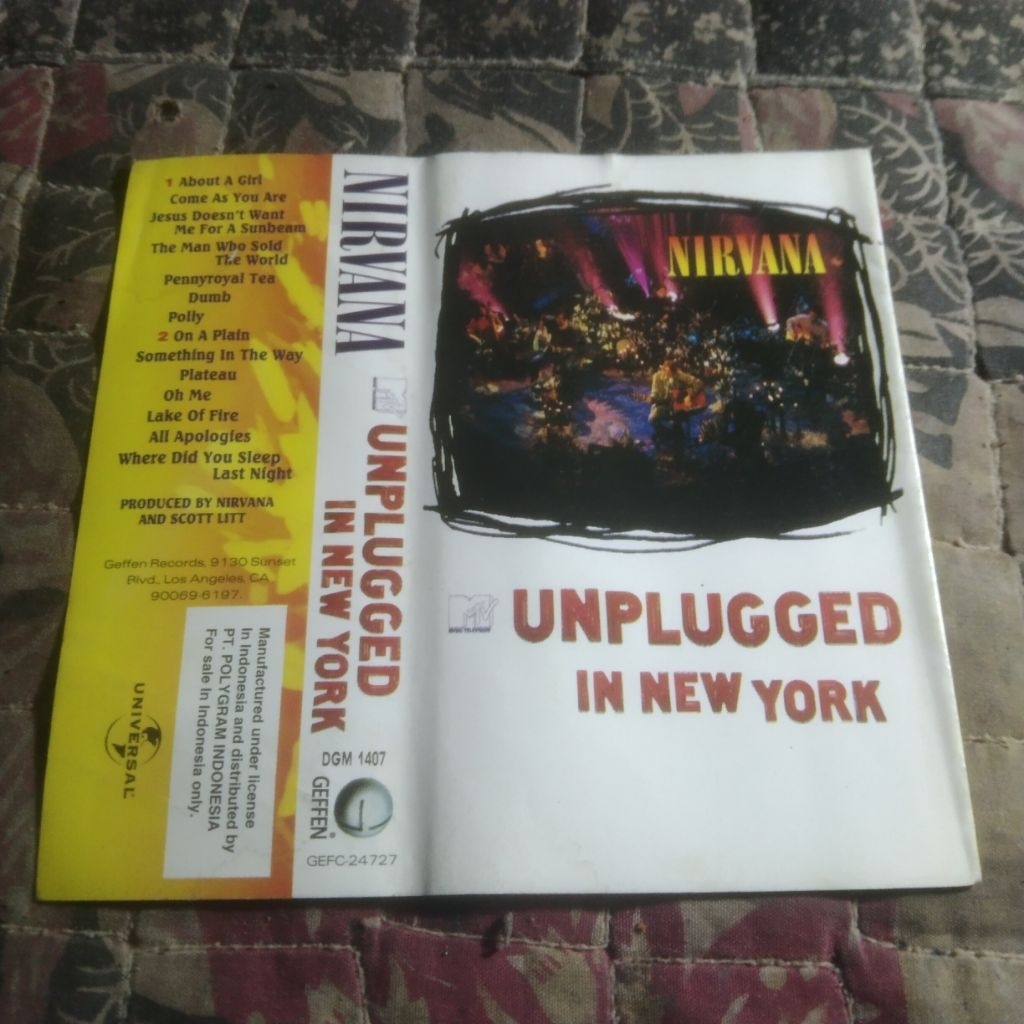 1 About A Girl
Come As You Are
Jesus Doesn't Want
Me For A Sunbeam
The Man Who Sold
The World
Pennyroyal Tea
Dumb
Polly
2 On A Plain
Something In The Way
Plateau
Oh Me
Lake Of Fire
All Apologies
Where Did You Sleep
Last Night
PRODUCED BY NIRVANA
AND SCOTT LITT
Geffen Records, 9130 Sunset
Blvd., Los Angeles, CA
90069-6197.
UNIVERSAL
Manufactured under license
In Indonesia and distributed by
PT. POLYGRAM INDONESIA
For sale In Indonesia only.
NIRVANA
MTV
UNPLUGGED
IN NEW YORK
DGM 1407
GEFFEN®
GEFC-24727
NIRVANA
MTV
MUSIC TELEVISION
UNPLUGGED
IN NEW YORK